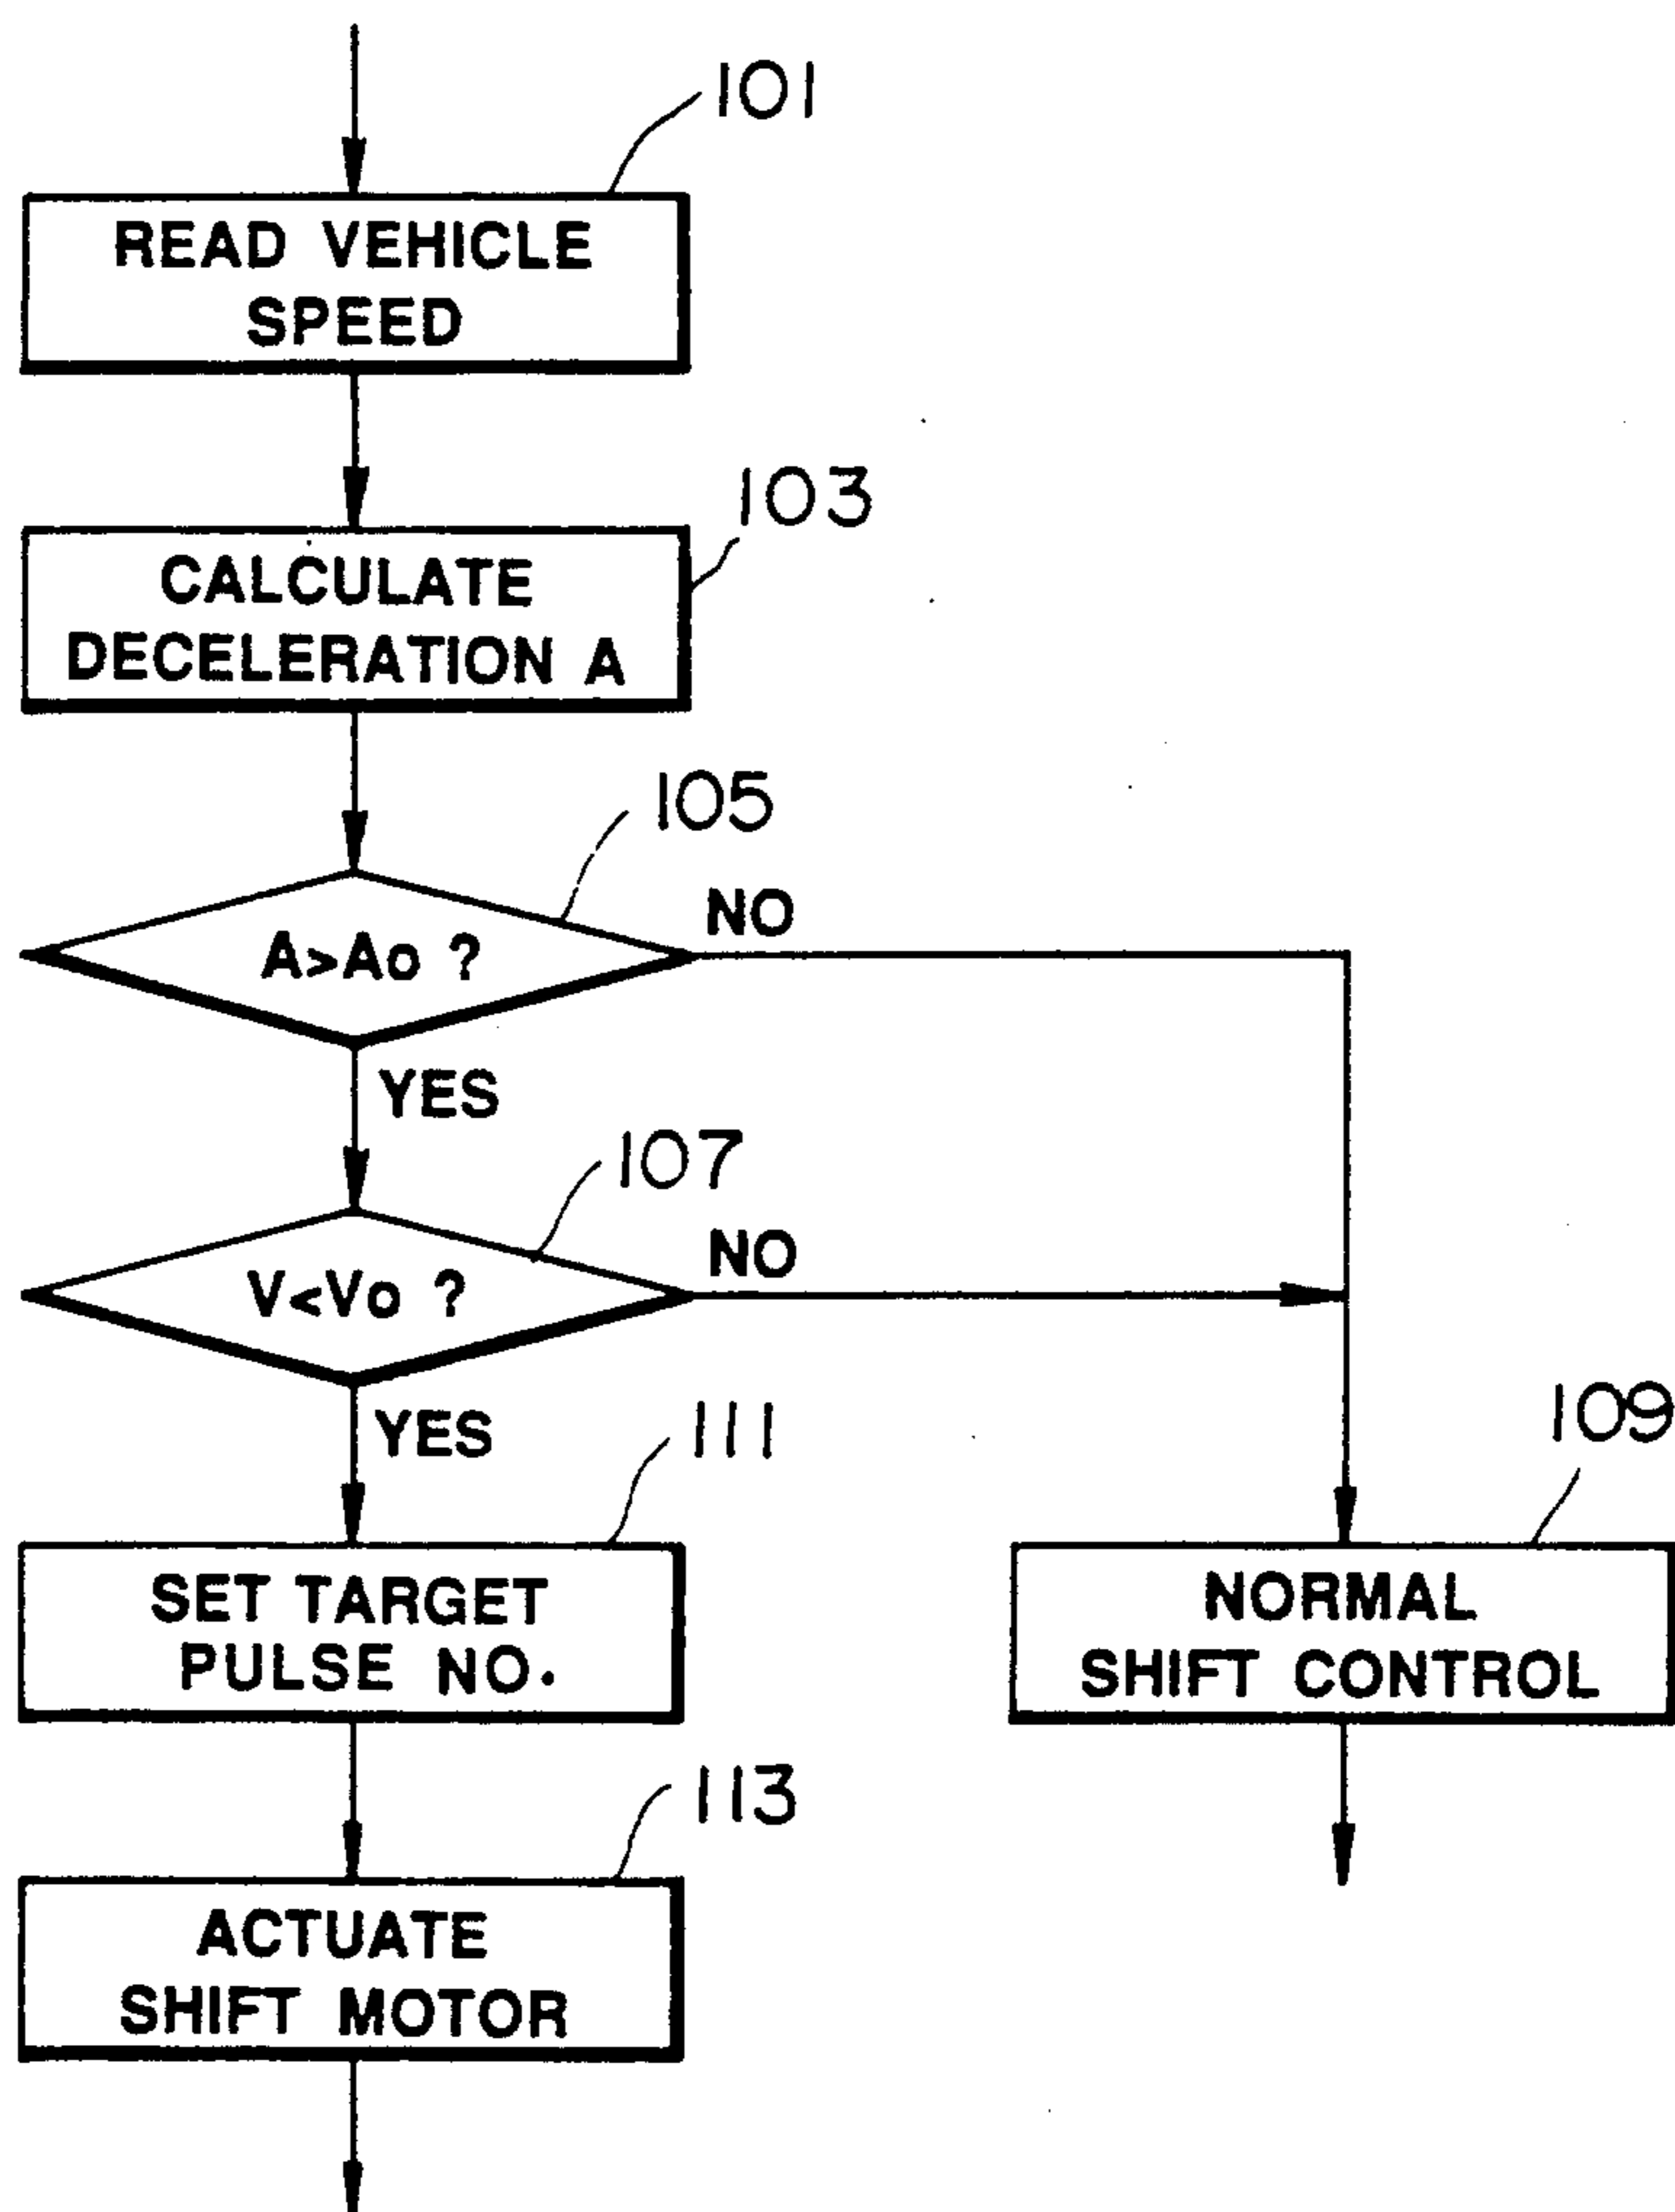 101
READ VEHICLE
SPEED
103
CALCULATE
DECELERATION A
105
NO
A>Ao ?
YES
107
NO
V<Vo ?
YES
111
109
SET TARGET
PULSE NO.
NORMAL
SHIFT CONTROL
113
ACTUATE
SHIFT MOTOR